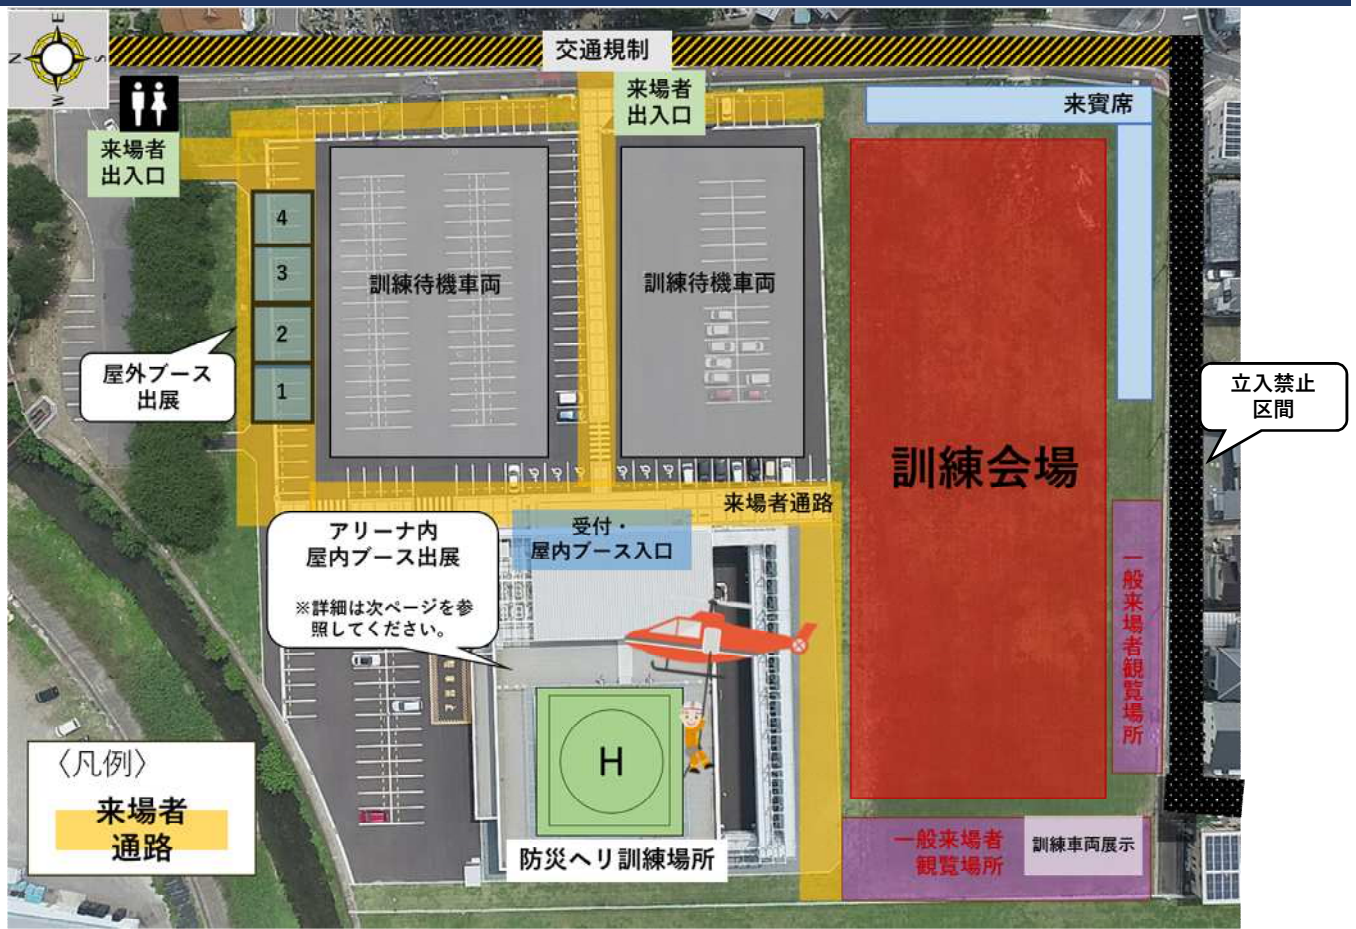 E
N
S
W
交通規制
来場者
出入口
来賓席
来場者
出入口
4
3
2
1
訓練待機車両
訓練待機車両
屋外ブース
出展
立入禁止
区間
訓練会場
来場者通路
アリーナ内
屋内ブース出展
※詳細は次ページを参
照してください。
受付・
屋内ブース入口
一般来場者観覧場所
H
〈凡例〉
来場者
通路
防災ヘリ訓練場所
一般来場者
観覧場所
訓練車両展示